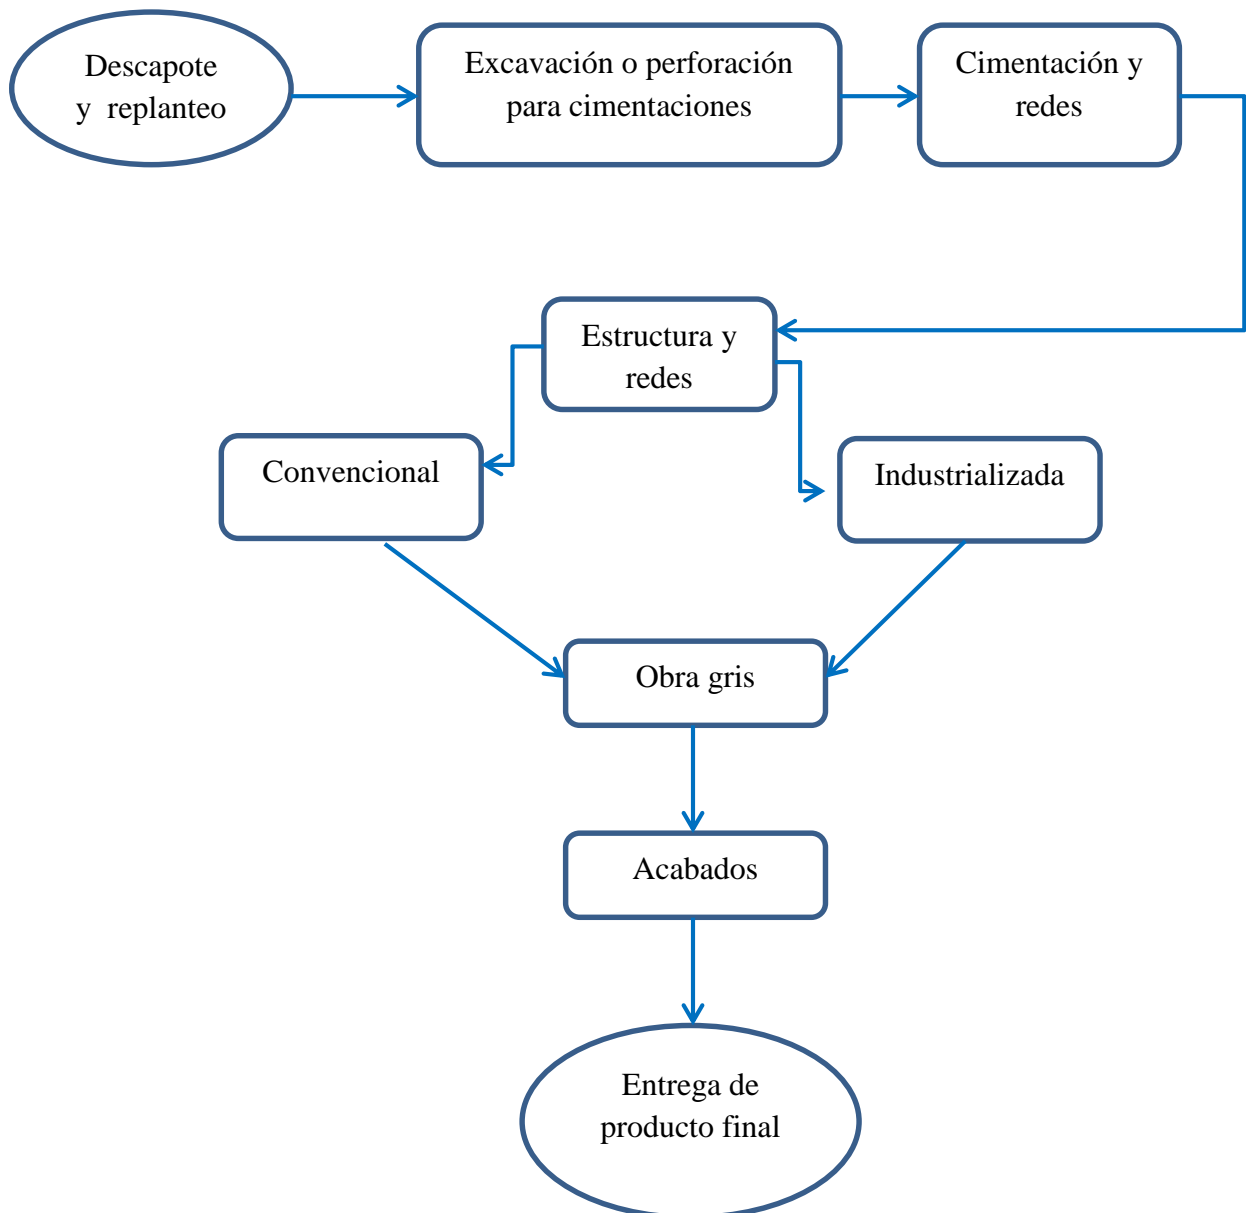 Descapote
y replanteo
Excavación o perforación
para cimentaciones
Cimentación y
redes
Estructura y
redes
Convencional
Industrializada
Obra gris
Acabados
Entrega de
producto final